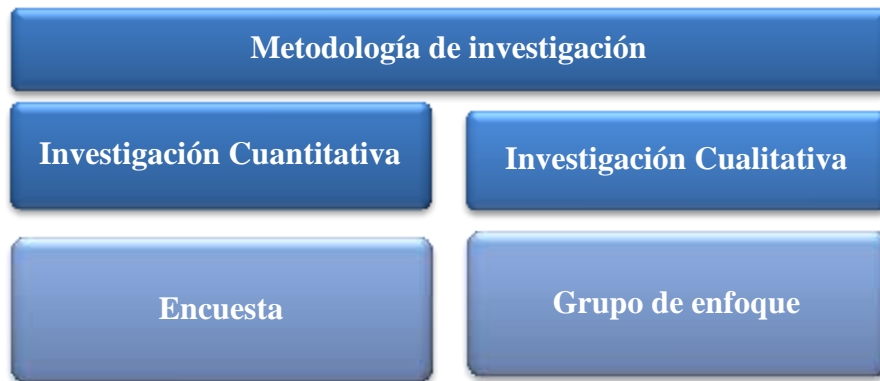 Metodología de investigación
Investigación Cuantitativa
Investigación Cualitativa
Encuesta
Grupo de enfoque